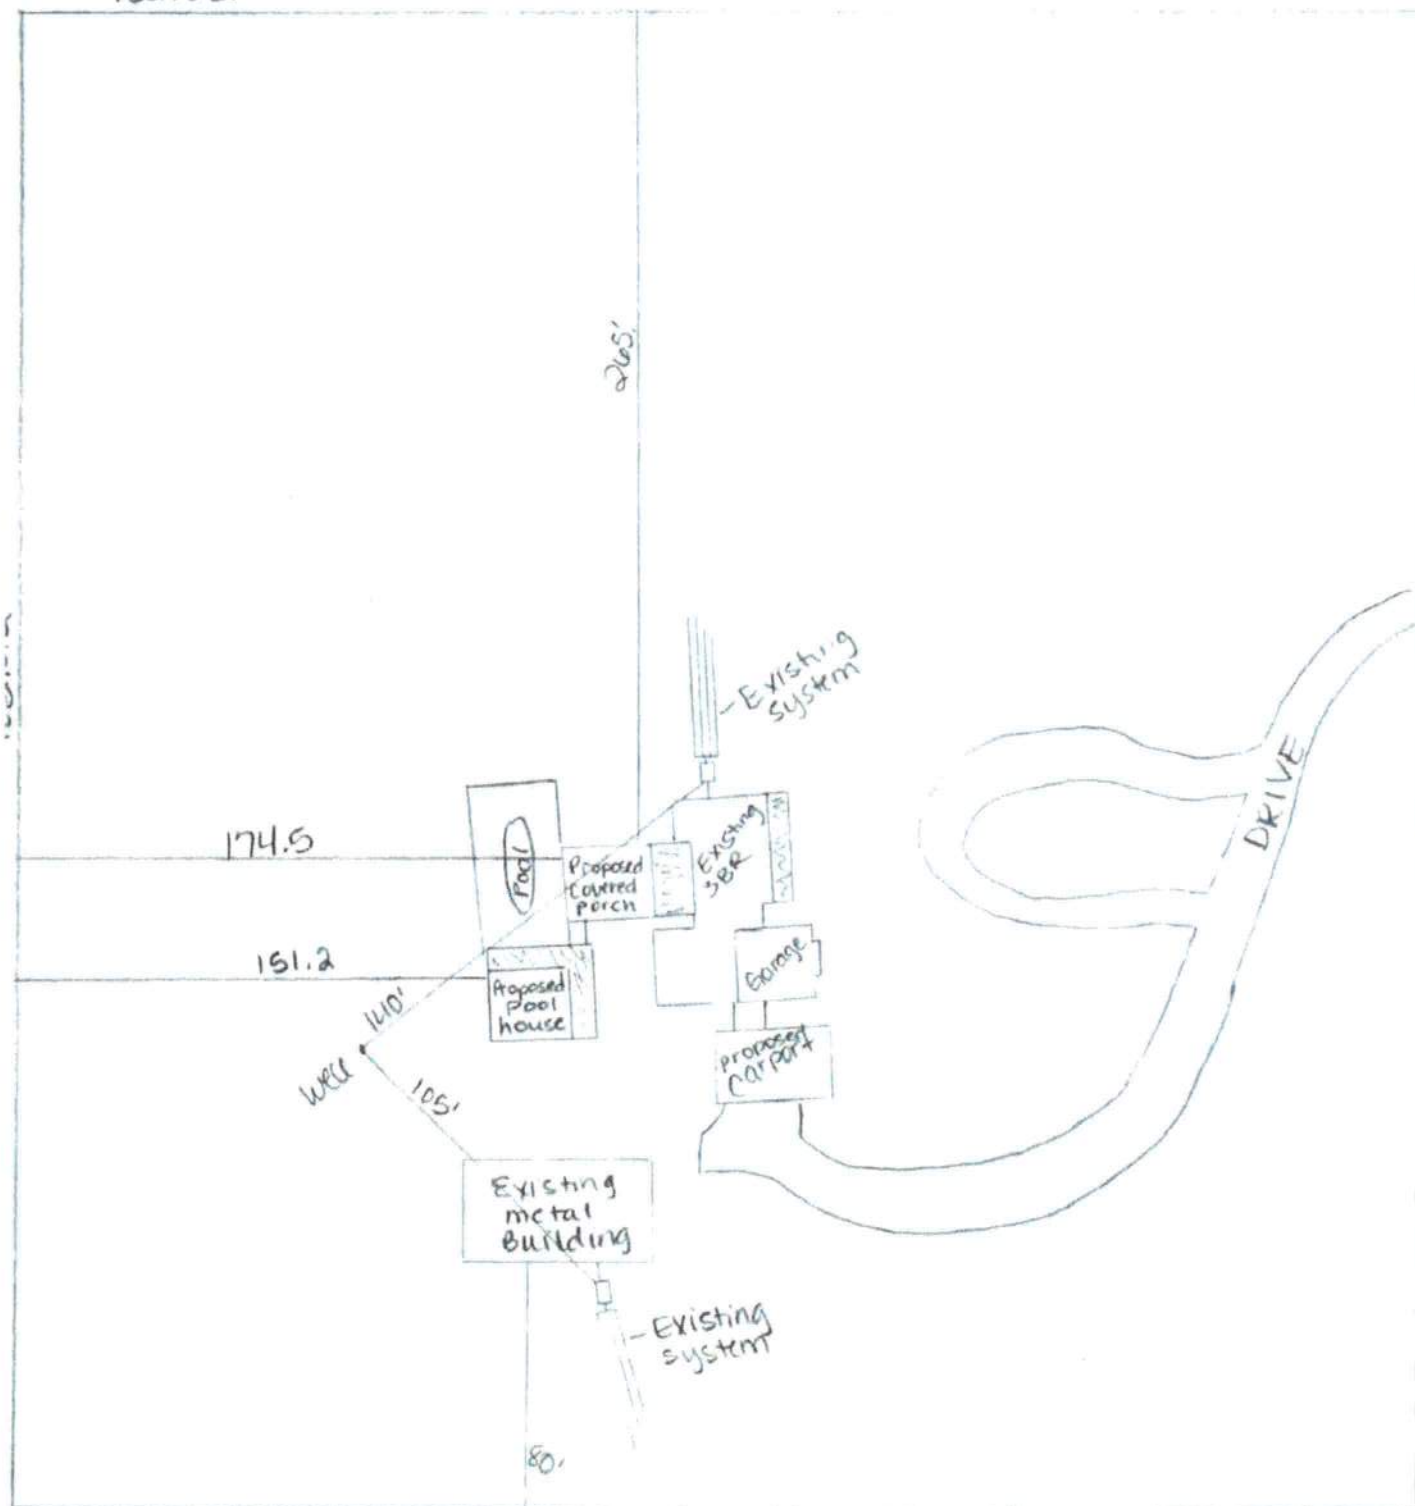 265'
Existing
system
174.5
Pool
Proposed
Covered
porch
Existing
3BR
DRIVE
151.2
Garage
Proposed
Pool
house
140'
Well
105'
proposed
Carport
Existing
metal
Building
Existing
system
80'